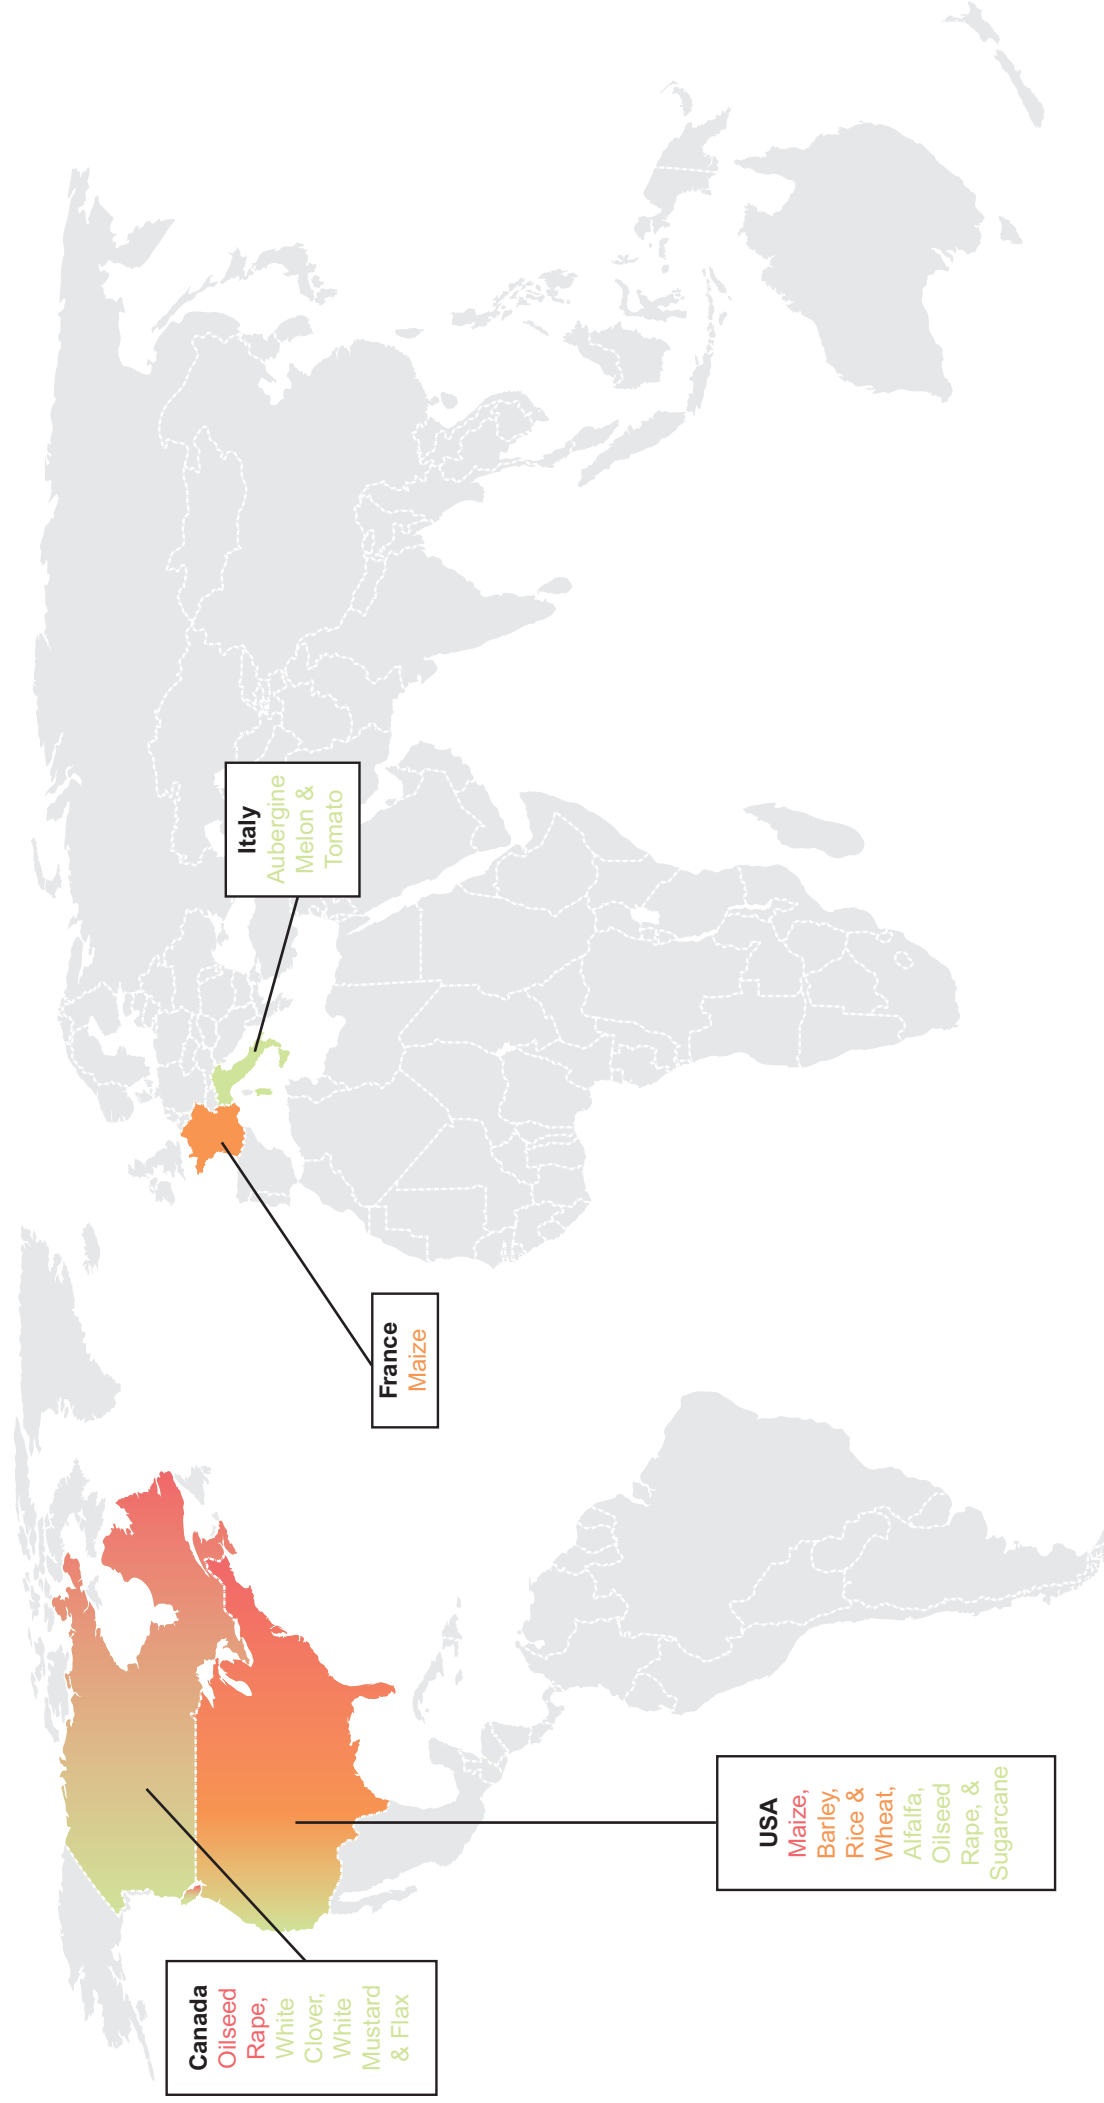 Canada
Oilseed
Rape,
White
Clover,
White
Mustard
& Flax
USA
Maize,
Barley,
Rice &
Wheat,
Alfalfa,
Oilseed
Rape, &
Sugarcane
France
Maize
Italy
Aubergine
Melon &
Tomato